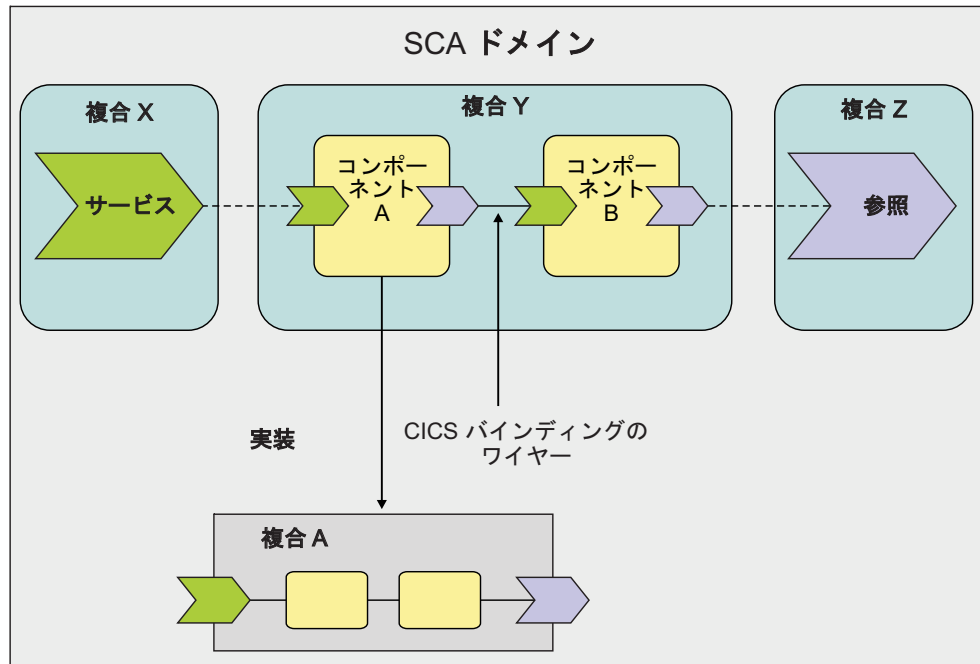 SCA ドメイン
複合 X
複合 Y
複合 Z
サービス
コンポー
ネント
A
コンポー
ネント
B
参照
実装
CICS バインディングの
ワイヤー
複合 A